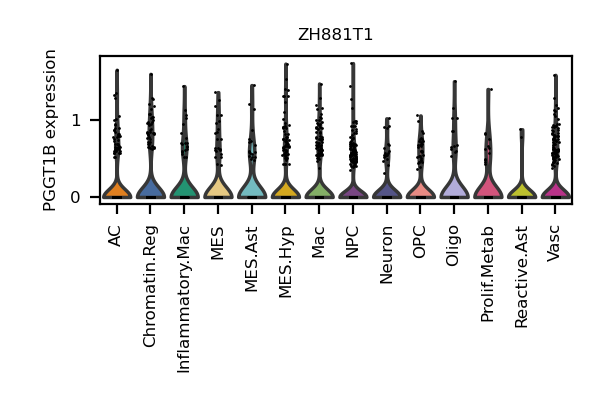 ZH881T1
PGGT1B expression
1
0
AC
Chromatin.Reg
Inflammatory.Mac
MES
MES.Ast
MES.Hyp
Mac
NPC
Neuron
OPC
Oligo
Prolif.Metab
Reactive.Ast
Vasc